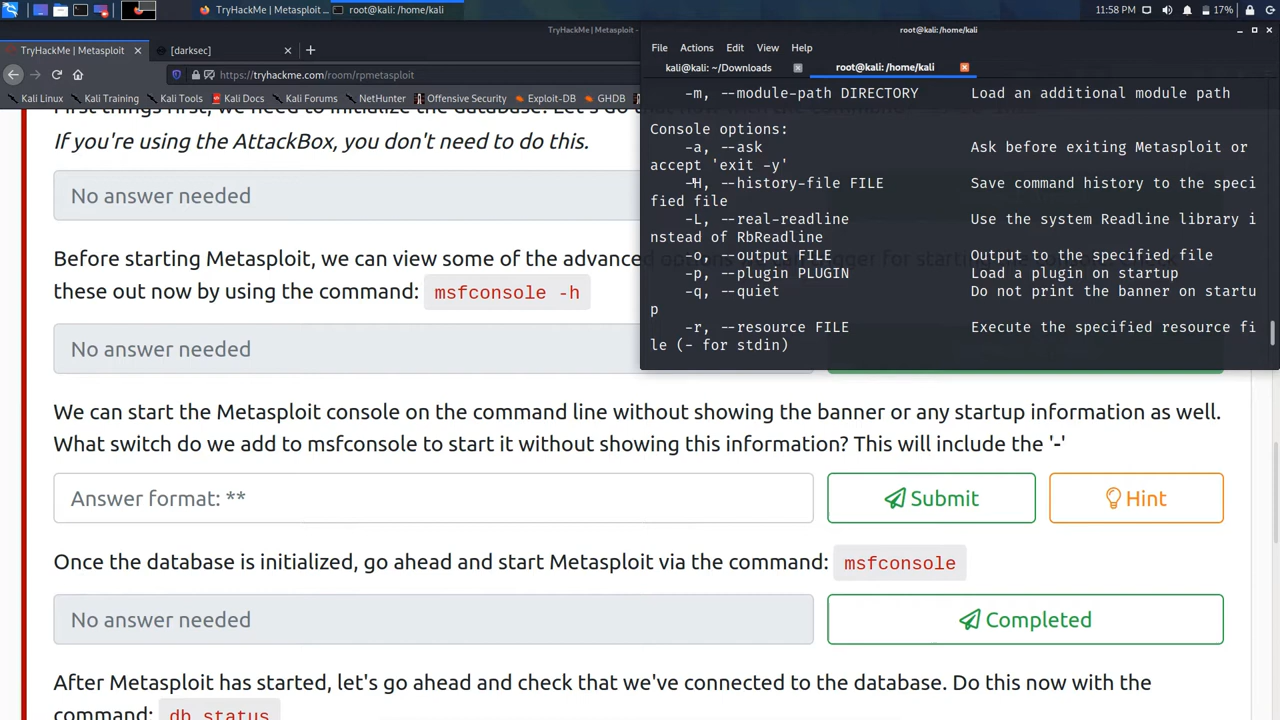 TryHackMe | Metasploit ...
root@kali: /home/kali
11:58 PM
17%
TryHackMe | Metasploit -
root@kali: /home/kali
TryHackMe | Metasploit
[darksec]
File Actions Edit View Help
kali@kali: ~/Downloads
root@kali: /home/kali
https://tryhackme.com/room/rpmetasploit
Kali Linux
Kali Training
Kali Tools
Kali Docs
Kali Forums
NetHunter
Offensive Security
Exploit-DB
GHDB
-m, --module-path DIRECTORY Load an additional module path
Console options:
-a, --ask Ask before exiting Metasploit or
accept 'exit -y'
-H, --history-file FILE Save command history to the speci
fied file
-L, --real-readline Use the system Readline library i
nstead of RbReadline
-o, --output FILE Output to the specified file
-p, --plugin PLUGIN Load a plugin on startup
-q, --quiet Do not print the banner on startu
p
-r, --resource FILE Execute the specified resource fi
le (- for stdin)
First things first, we need to initialize the database! Let's do
If you're using the AttackBox, you don't need to do this.
No answer needed
Before starting Metasploit, we can view some of the advanced options we can trigger for starting
these out now by using the command: msfconsole -h
No answer needed
We can start the Metasploit console on the command line without showing the banner or any startup information as well.
What switch do we add to msfconsole to start it without showing this information? This will include the '-'
Answer format: **
Submit
Hint
Once the database is initialized, go ahead and start Metasploit via the command: msfconsole
No answer needed
Completed
After Metasploit has started, let's go ahead and check that we've connected to the database. Do this now with the
command: db_status